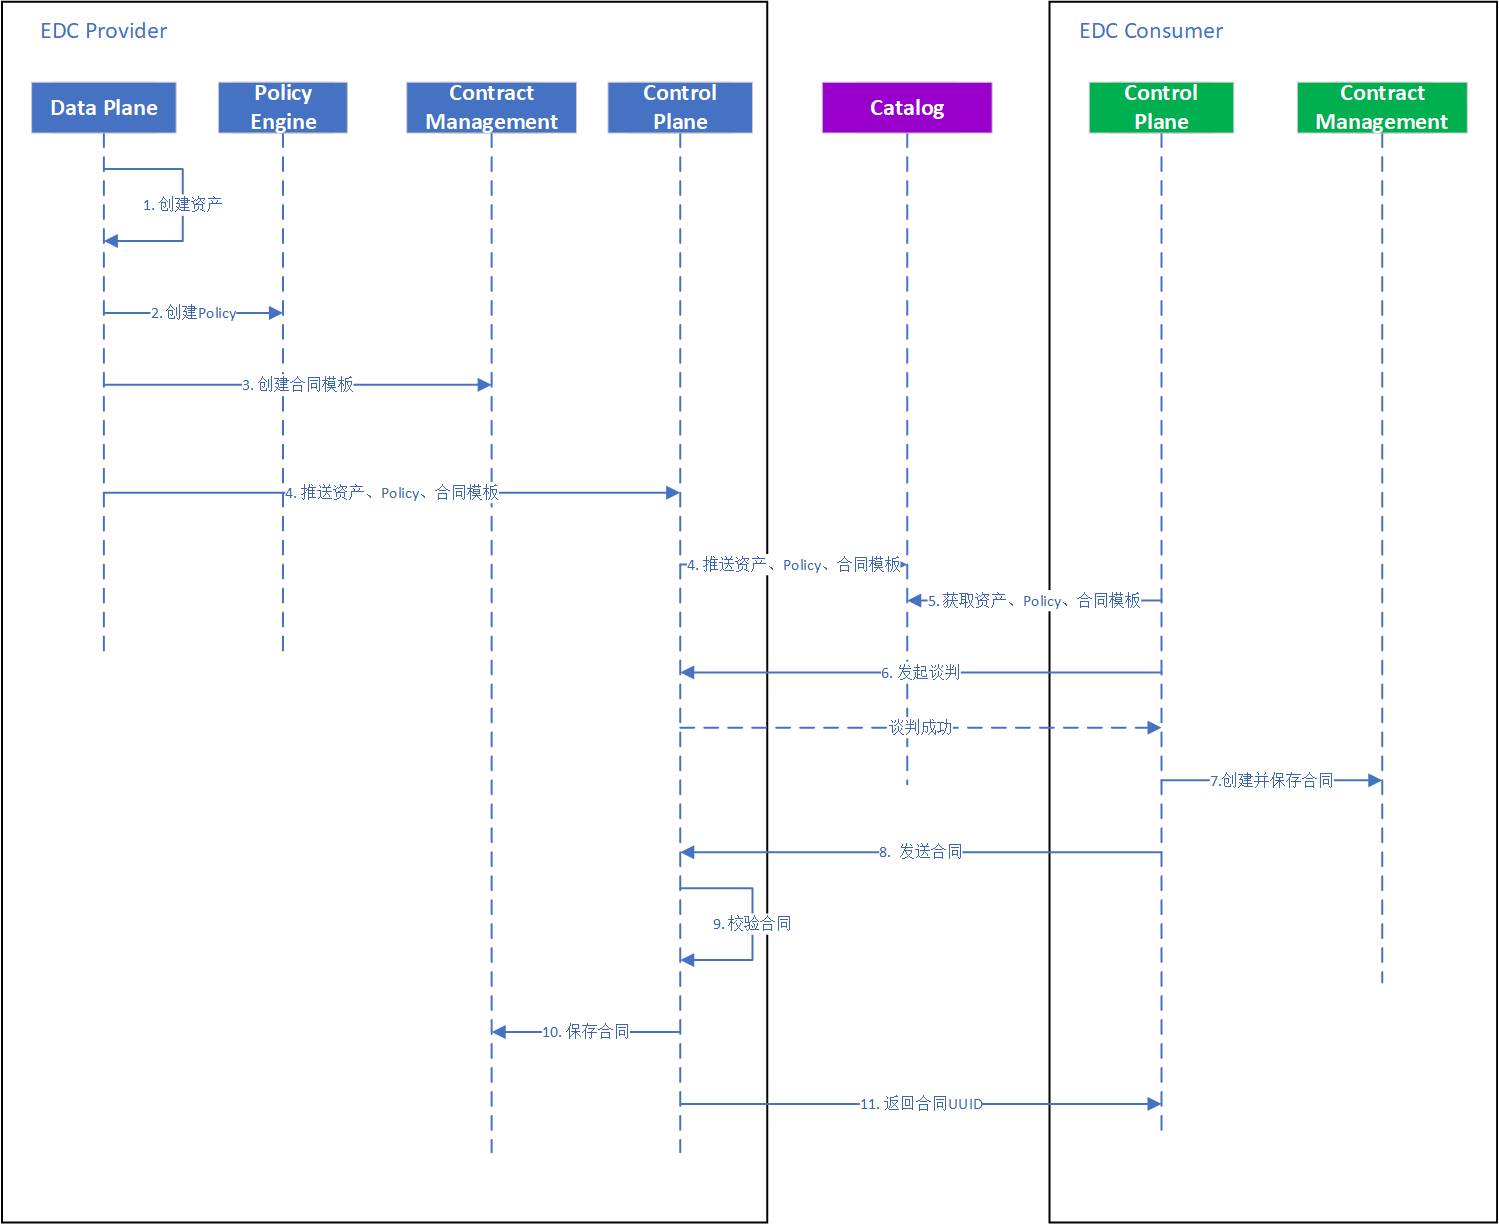 EDC Provider
EDC Consumer
Data Plane
Policy
Engine
Contract
Management
Control
Plane
Catalog
Control
Plane
Contract
Management
1. 创建资产
2. 创建Policy
3. 创建合同模板
4. 推送资产、Policy、合同模板
4. 推送资产、Policy、合同模板
5. 获取资产、Policy、合同模板
6. 发起谈判
谈判成功
7.创建并保存合同
8. 发送合同
9. 校验合同
10. 保存合同
11. 返回合同UUID